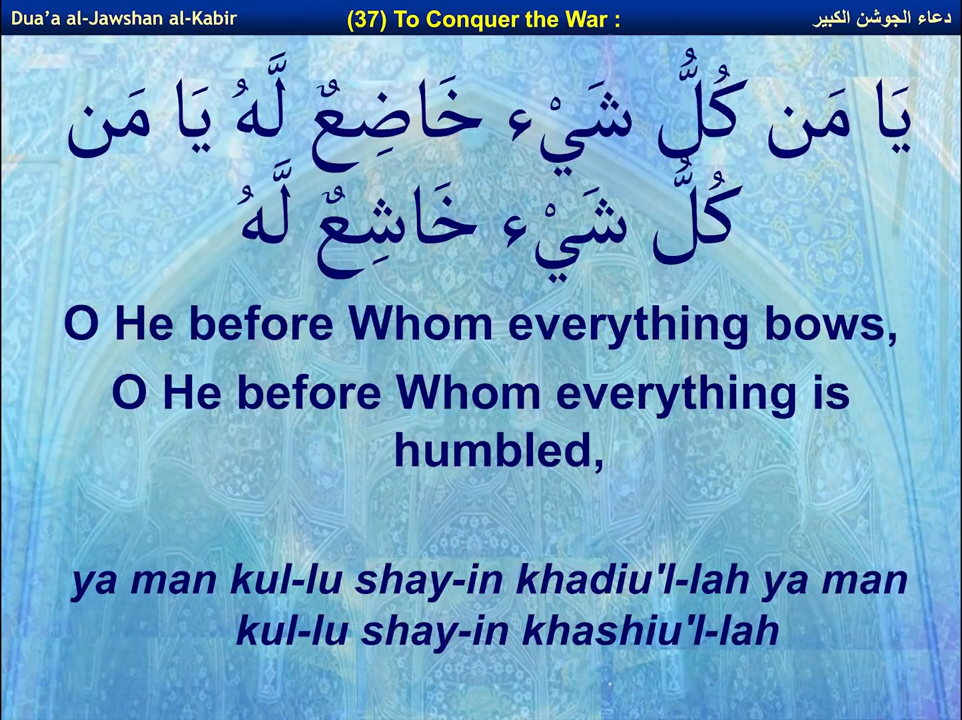 Dua’a al-Jawshan al-Kabir
(37) To Conquer the War :
دعاء الجوشن الكبير
يَا مَن كُلُّ شَيْء خَاضِعٌ لَّهُ يَا مَن
كُلُّ شَيْء خَاشِعٌ لَّهُ
O He before Whom everything bows,
O He before Whom everything is
humbled,
ya man kul-lu shay-in khadiu'l-lah ya man
kul-lu shay-in khashiu'l-lah